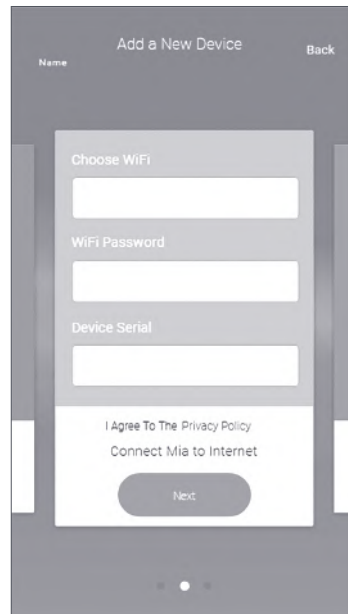 Add a New Device
Back
Name
Choose WiFi
WiFi Password
Device Serial
I Agree To The Privacy Policy
Connect Mia to Internet
Next